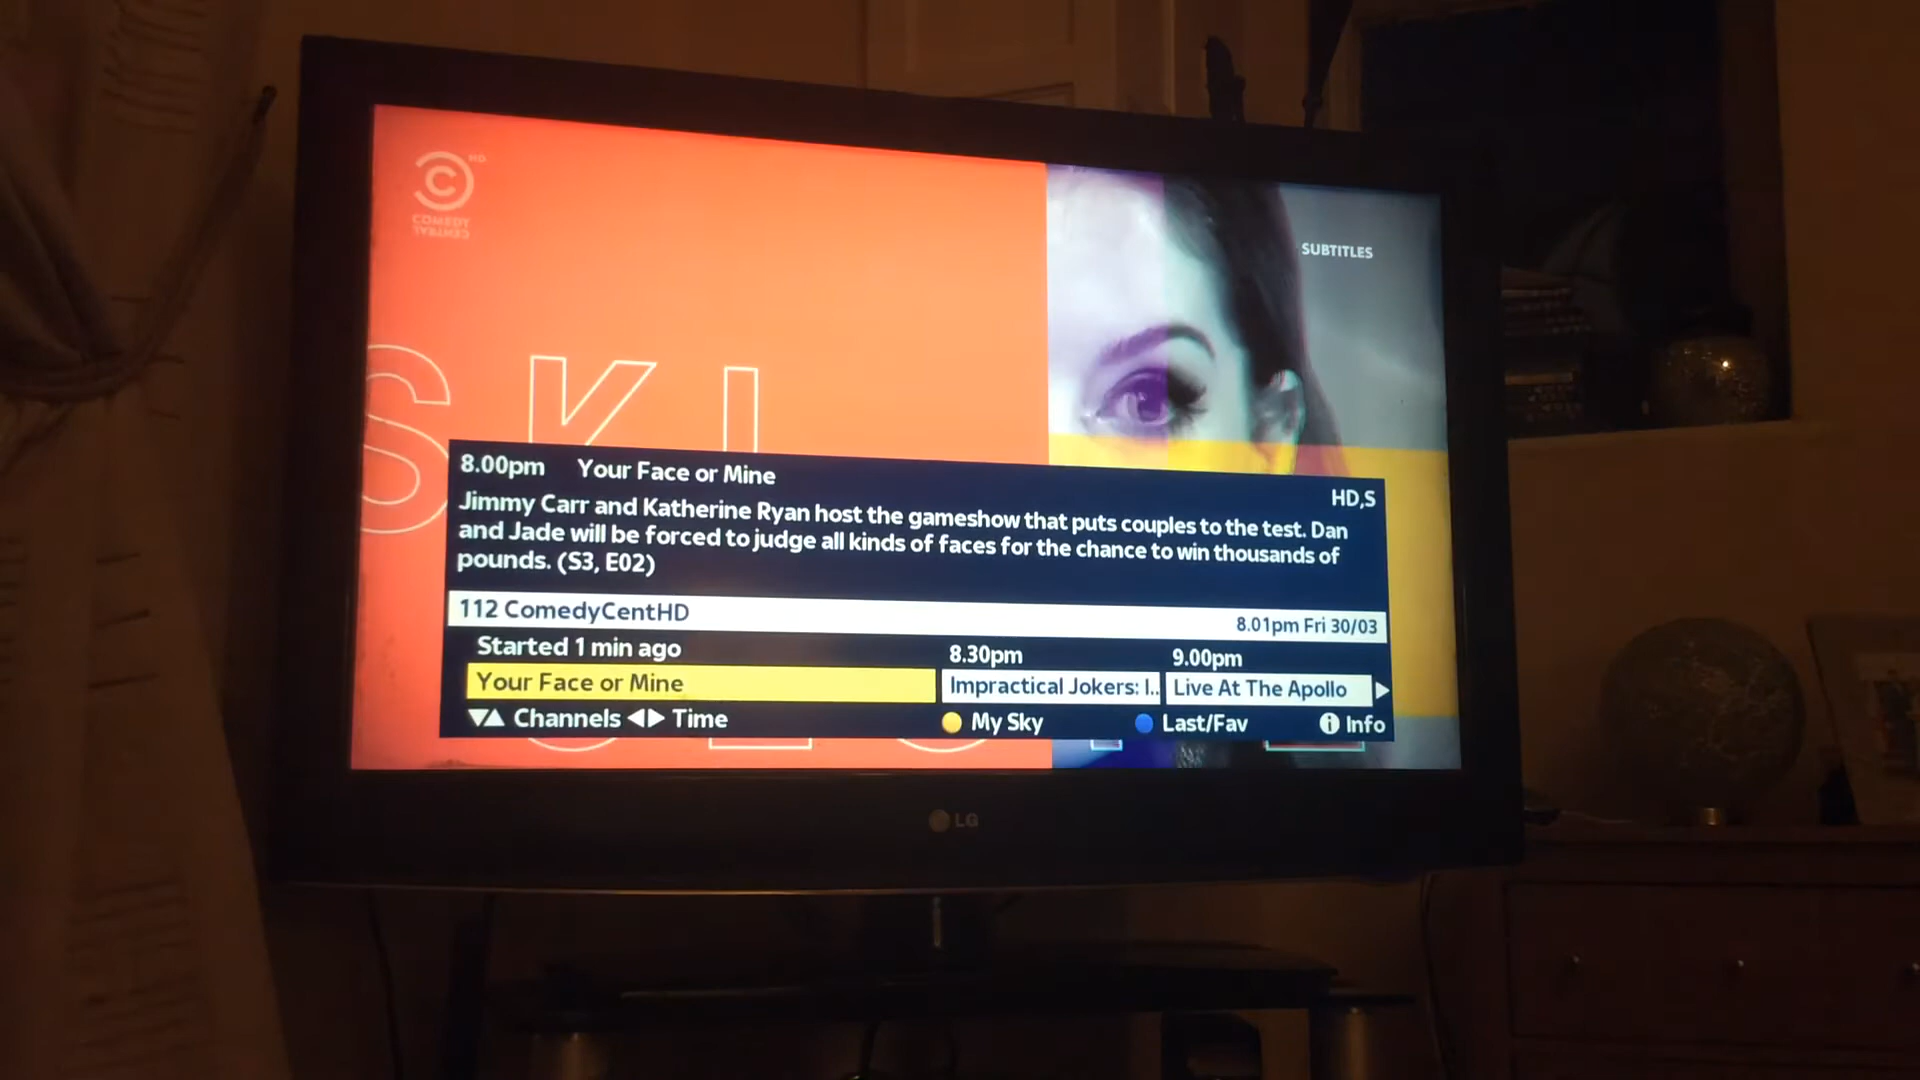 HD
COMEDY
CENTRAL
SUBTITLES
SKI
8.00pm Your Face or Mine
HD,S
Jimmy Carr and Katherine Ryan host the gameshow that puts couples to the test. Dan
and Jade will be forced to judge all kinds of faces for the chance to win thousands of
pounds. (S3, E02)
112 ComedyCentHD 8.01pm Fri 30/03
Started 1 min ago 8.30pm 9.00pm
Your Face or Mine Impractical Jokers: I.. Live At The Apollo
Channels Time My Sky Last/Fav i Info
LG